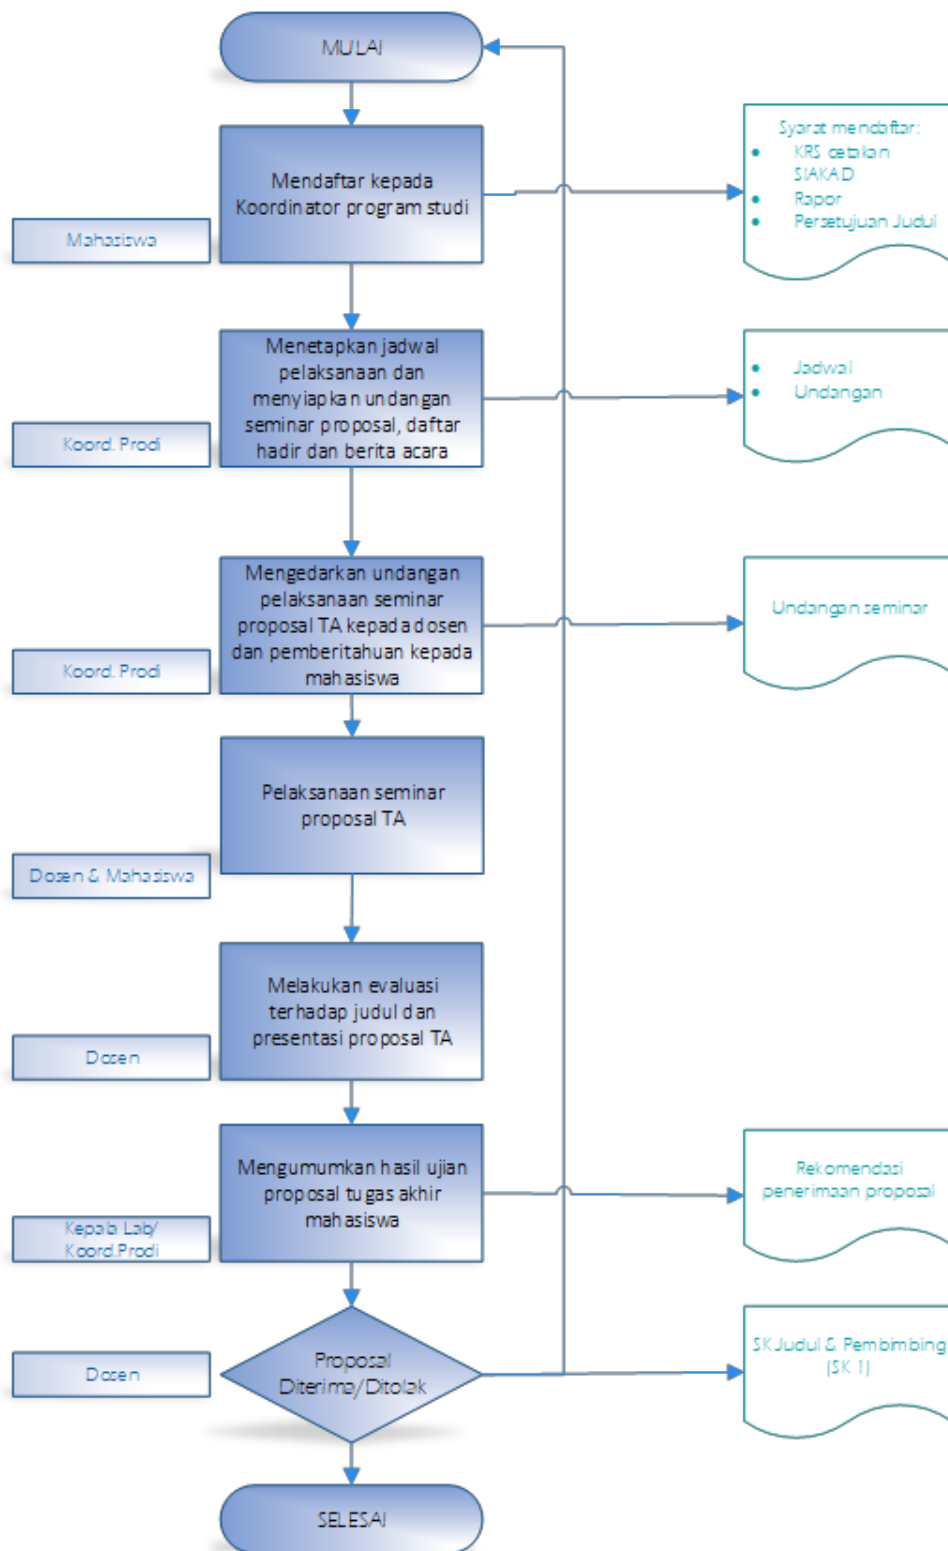 MULAI
Mendaftar kepada
Koordinator program studi
Mahasiswa
Syarat mendaftar:
• KRS cetakan
SIAKAD
• Rapor
• Persetujuan Judul
Menetapkan jadwal
pelaksanaan dan
menyiapkan undangan
seminar proposal, daftar
hadir dan berita acara
Koord. Prodi
• Jadwal
• Undangan
Mengedarkan undangan
pelaksanaan seminar
proposal TA kepada dosen
dan pemberitahuan kepada
mahasiswa
Koord. Prodi
Undangan seminar
Pelaksanaan seminar
proposal TA
Dosen & Mahasiswa
Melakukan evaluasi
terhadap judul dan
presentasi proposal TA
Dosen
Mengumumkan hasil ujian
proposal tugas akhir
mahasiswa
Kepala Lab/
Koord.Prodi
Rekomendasi
penerimaan proposal
Proposal
Diterima/Ditolak
Dosen
SK Judul & Pembimbing
(SK 1)
SELESAI